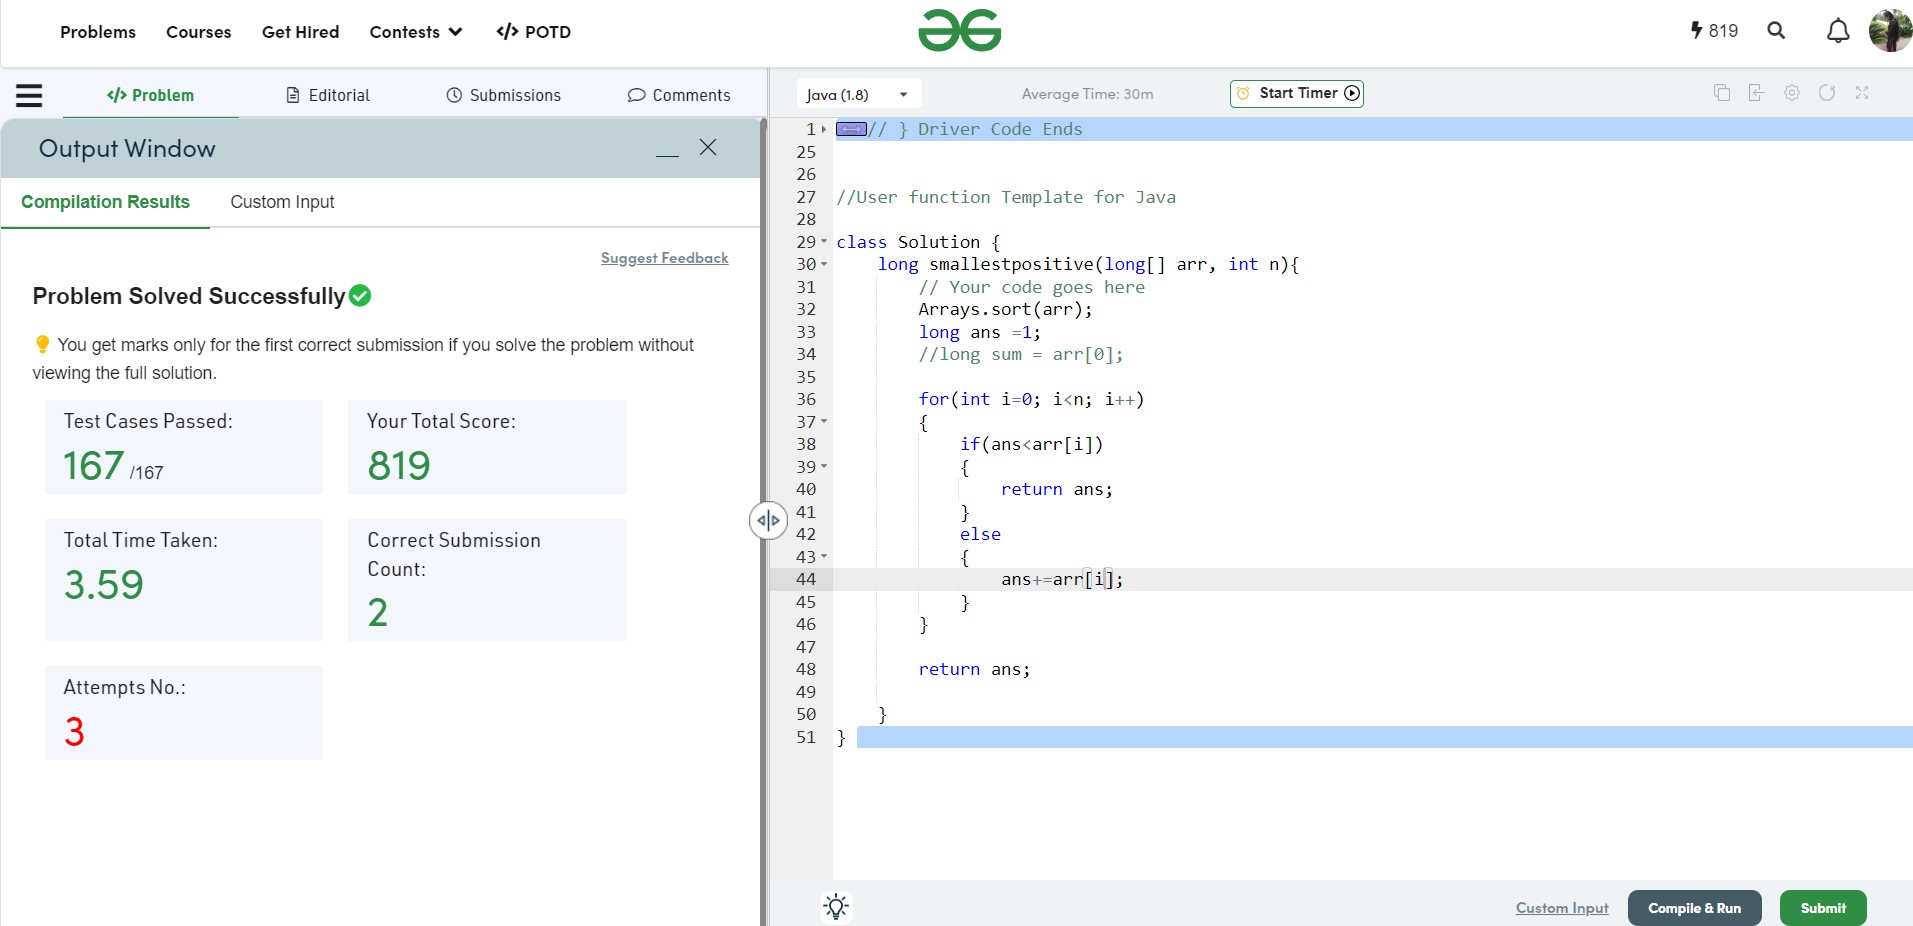 Problems Courses Get Hired Contests </> POTD
819
</> Problem Editorial Submissions Comments
Output Window
Compilation Results Custom Input
Suggest Feedback
Problem Solved Successfully
You get marks only for the first correct submission if you solve the problem without
viewing the full solution.
Test Cases Passed:
167 /167
Your Total Score:
819
Total Time Taken:
3.59
Correct Submission
Count:
2
Attempts No.:
3
Java (1.8) Average Time: 30m Start Timer
1 // } Driver Code Ends
25
26
27 //User function Template for Java
28
29 class Solution {
30 long smallestpositive(long[] arr, int n){
31 // Your code goes here
32 Arrays.sort(arr);
33 long ans =1;
34 //long sum = arr[0];
35
36 for(int i=0; i<n; i++)
37 {
38 if(ans<arr[i])
39 {
40 return ans;
41 }
42 else
43 {
44 ans+=arr[i];
45 }
46 }
47
48 return ans;
49
50 }
51 }
Custom Input Compile & Run Submit